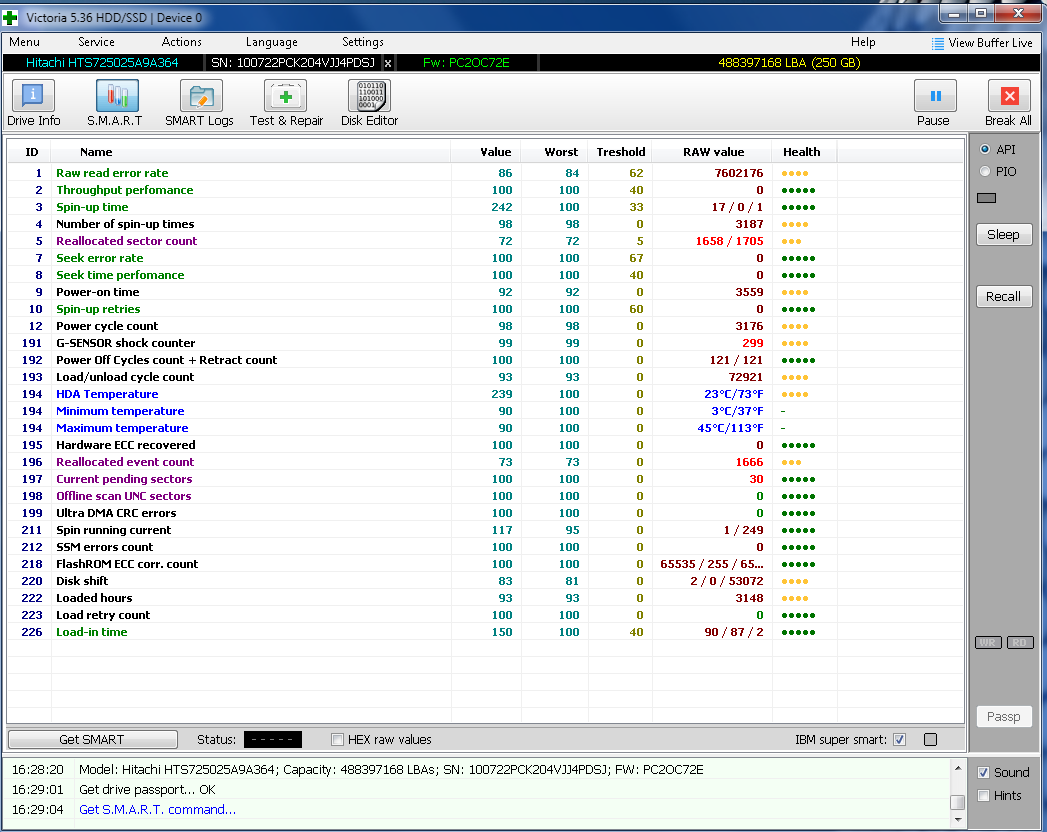 Victoria 5.36 HDD/SSD | Device 0
Menu Service Actions Language Settings Help View Buffer Live
Hitachi HTS725025A9A364 SN: 100722PCK204VJJ4PDSJ x Fw: PC2OC72E 488397168 LBA (250 GB)
Drive Info S.M.A.R.T SMART Logs Test & Repair Disk Editor Pause Break All
ID Name Value Worst Treshold RAW value Health
1 Raw read error rate 86 84 62 7602176
2 Throughput perfomance 100 100 40 0
3 Spin-up time 242 100 33 17 / 0 / 1
4 Number of spin-up times 98 98 0 3187
5 Reallocated sector count 72 72 5 1658 / 1705
7 Seek error rate 100 100 67 0
8 Seek time perfomance 100 100 40 0
9 Power-on time 92 92 0 3559
10 Spin-up retries 100 100 60 0
12 Power cycle count 98 98 0 3176
191 G-SENSOR shock counter 99 99 0 299
192 Power Off Cycles count + Retract count 100 100 0 121 / 121
193 Load/unload cycle count 93 93 0 72921
194 HDA Temperature 239 100 0 23°C/73°F
194 Minimum temperature 90 100 0 3°C/37°F -
194 Maximum temperature 90 100 0 45°C/113°F -
195 Hardware ECC recovered 100 100 0 0
196 Reallocated event count 73 73 0 1666
197 Current pending sectors 100 100 0 30
198 Offline scan UNC sectors 100 100 0 0
199 Ultra DMA CRC errors 100 100 0 0
211 Spin running current 117 95 0 1 / 249
212 SSM errors count 100 100 0 0
218 FlashROM ECC corr. count 100 100 0 65535 / 255 / 65...
220 Disk shift 83 81 0 2 / 0 / 53072
222 Loaded hours 93 93 0 3148
223 Load retry count 100 100 0 0
226 Load-in time 150 100 40 90 / 87 / 2
API
PIO
Sleep
Recall
WR RD
Passp
Get SMART Status: - - - - - HEX raw values IBM super smart:
16:28:20 Model: Hitachi HTS725025A9A364; Capacity: 488397168 LBAs; SN: 100722PCK204VJJ4PDSJ; FW: PC2OC72E
16:29:01 Get drive passport... OK
16:29:04 Get S.M.A.R.T. command...
Sound
Hints